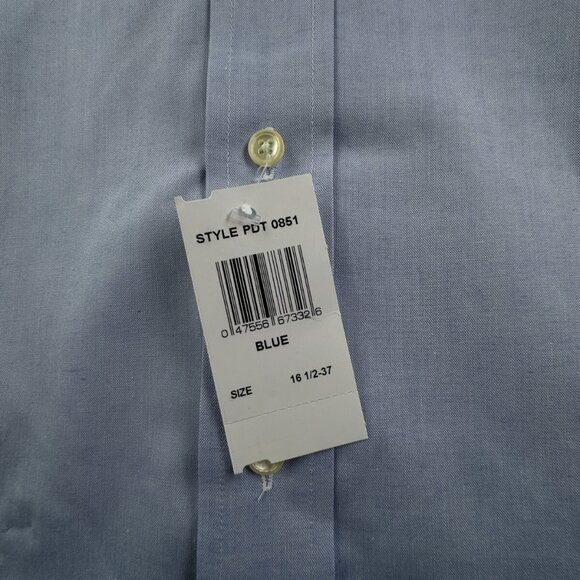 STYLE PDT 0851
0 47556 67332 6
BLUE
SIZE 16 1/2-37